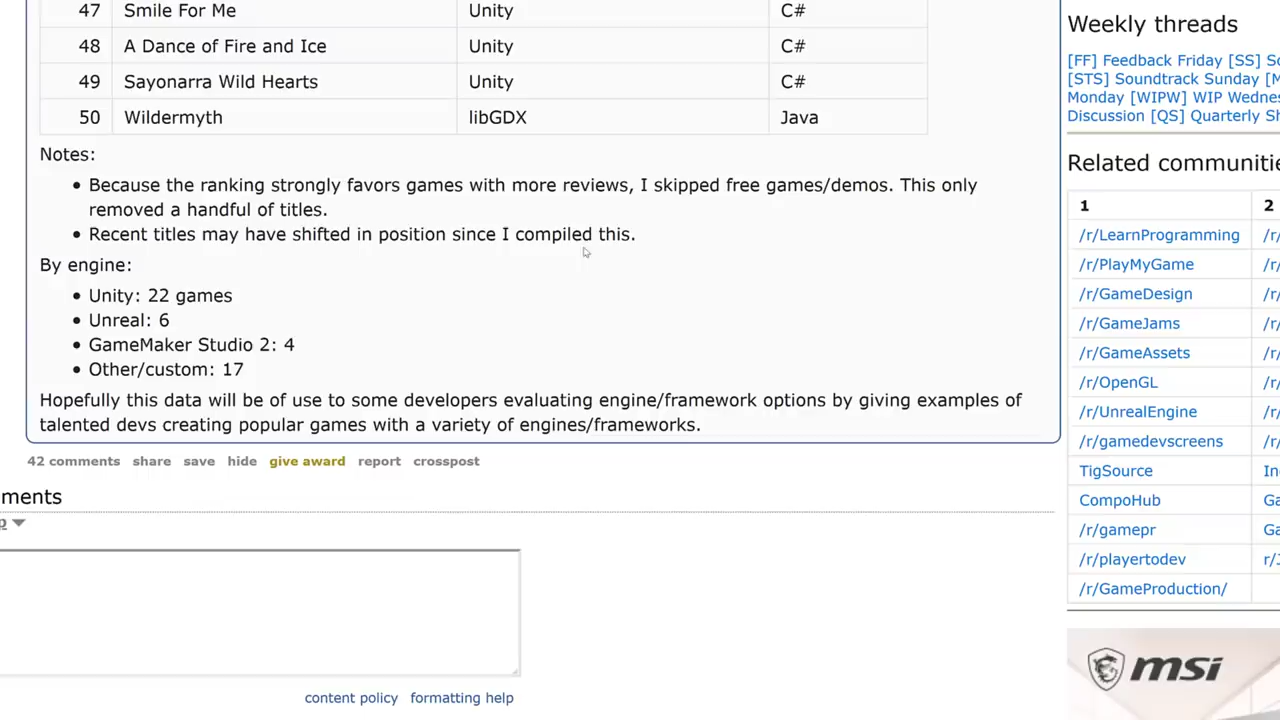 47 Smile For Me Unity C#
48 A Dance of Fire and Ice Unity C#
49 Sayonarra Wild Hearts Unity C#
50 Wildermyth libGDX Java
Notes:
• Because the ranking strongly favors games with more reviews, I skipped free games/demos. This only
removed a handful of titles.
• Recent titles may have shifted in position since I compiled this.
By engine:
• Unity: 22 games
• Unreal: 6
• GameMaker Studio 2: 4
• Other/custom: 17
Hopefully this data will be of use to some developers evaluating engine/framework options by giving examples of
talented devs creating popular games with a variety of engines/frameworks.
42 comments share save hide give award report crosspost
ments
content policy formatting help
Weekly threads
[FF] Feedback Friday [SS]
[STS] Soundtrack Sunday
Monday [WIPW] WIP
Discussion [QS] Quarterly
Related
1 2
/r/LearnProgramming /r/
/r/PlayMyGame /r/
/r/GameDesign /r/
/r/GameJams /r/
/r/GameAssets /r/
/r/OpenGL /r/
/r/UnrealEngine /r/
/r/gamedevscreens /r/
TigSource
CompoHub
/r/gamepr
/r/playertodev
/r/GameProduction/
msi